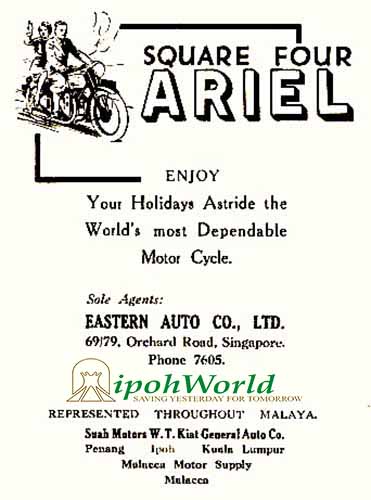 SQUARE FOUR
ARIEL
ENJOY
Your Holidays Astride the
World's most Dependable
Motor Cycle.
Sole Agents:
EASTERN AUTO CO., LTD.
69/79, Orchard Road, Singapore.
Phone 7605.
ipohWorld
SAVING YESTERDAY FOR TOMORROW
REPRESENTED THROUGHOUT MALAYA.
Suah Motors W. T. Kiat General Auto Co.
Penang Ipoh Kuala Lumpur
Malacca Motor Supply
Malacca